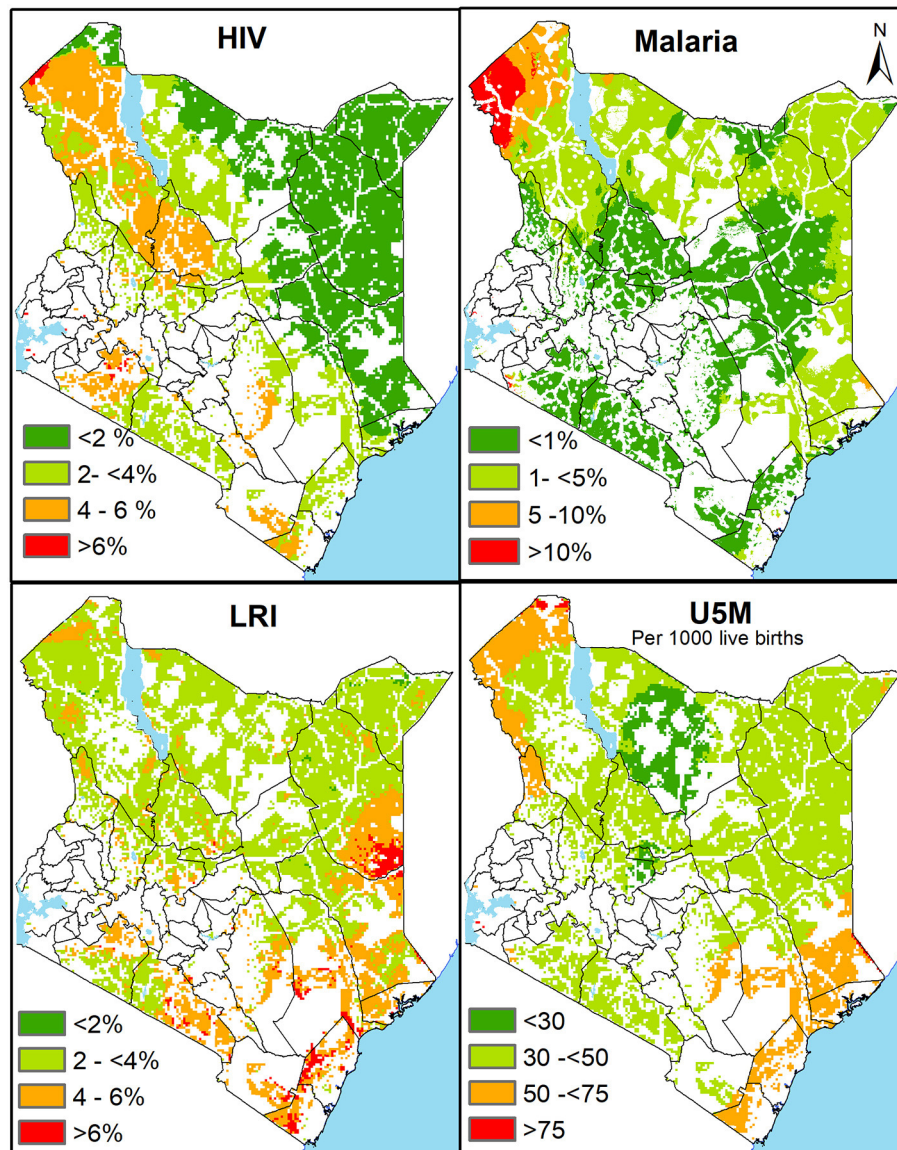 HIV
<2 %
2- <4%
4 - 6 %
>6%
Malaria
N
<1%
1- <5%
5 -10%
>10%
LRI
<2%
2 - <4%
4 - 6%
>6%
U5M
Per 1000 live births
<30
30 -<50
50 -<75
>75